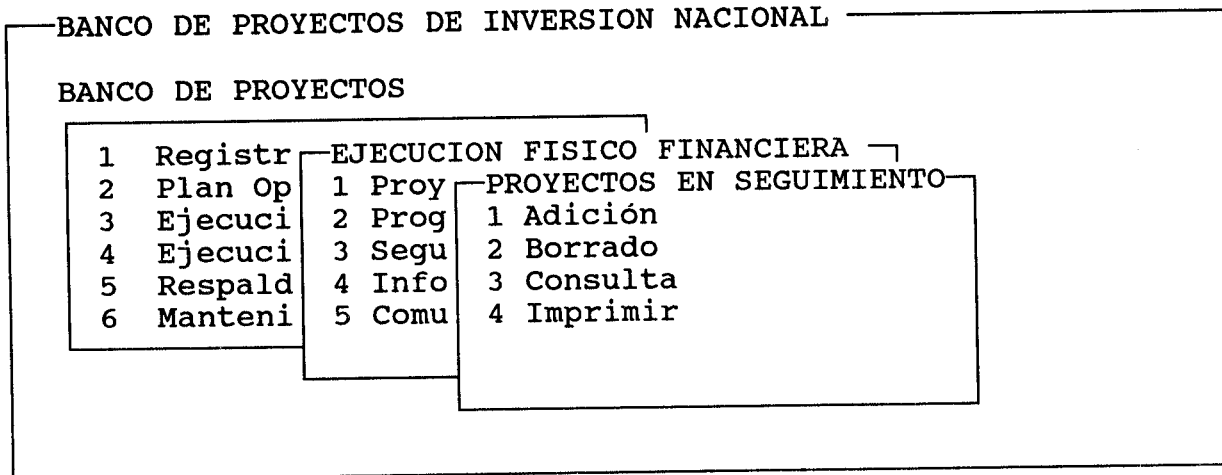 BANCO DE PROYECTOS DE INVERSION NACIONAL
BANCO DE PROYECTOS
EJECUCION FISICO FINANCIERA
PROYECTOS EN SEGUIMIENTO
1 Registr
2 Plan Op
3 Ejecuci
4 Ejecuci
5 Respald
6 Manteni
1 Proy
2 Prog
3 Segu
4 Info
5 Comu
1 Adición
2 Borrado
3 Consulta
4 Imprimir